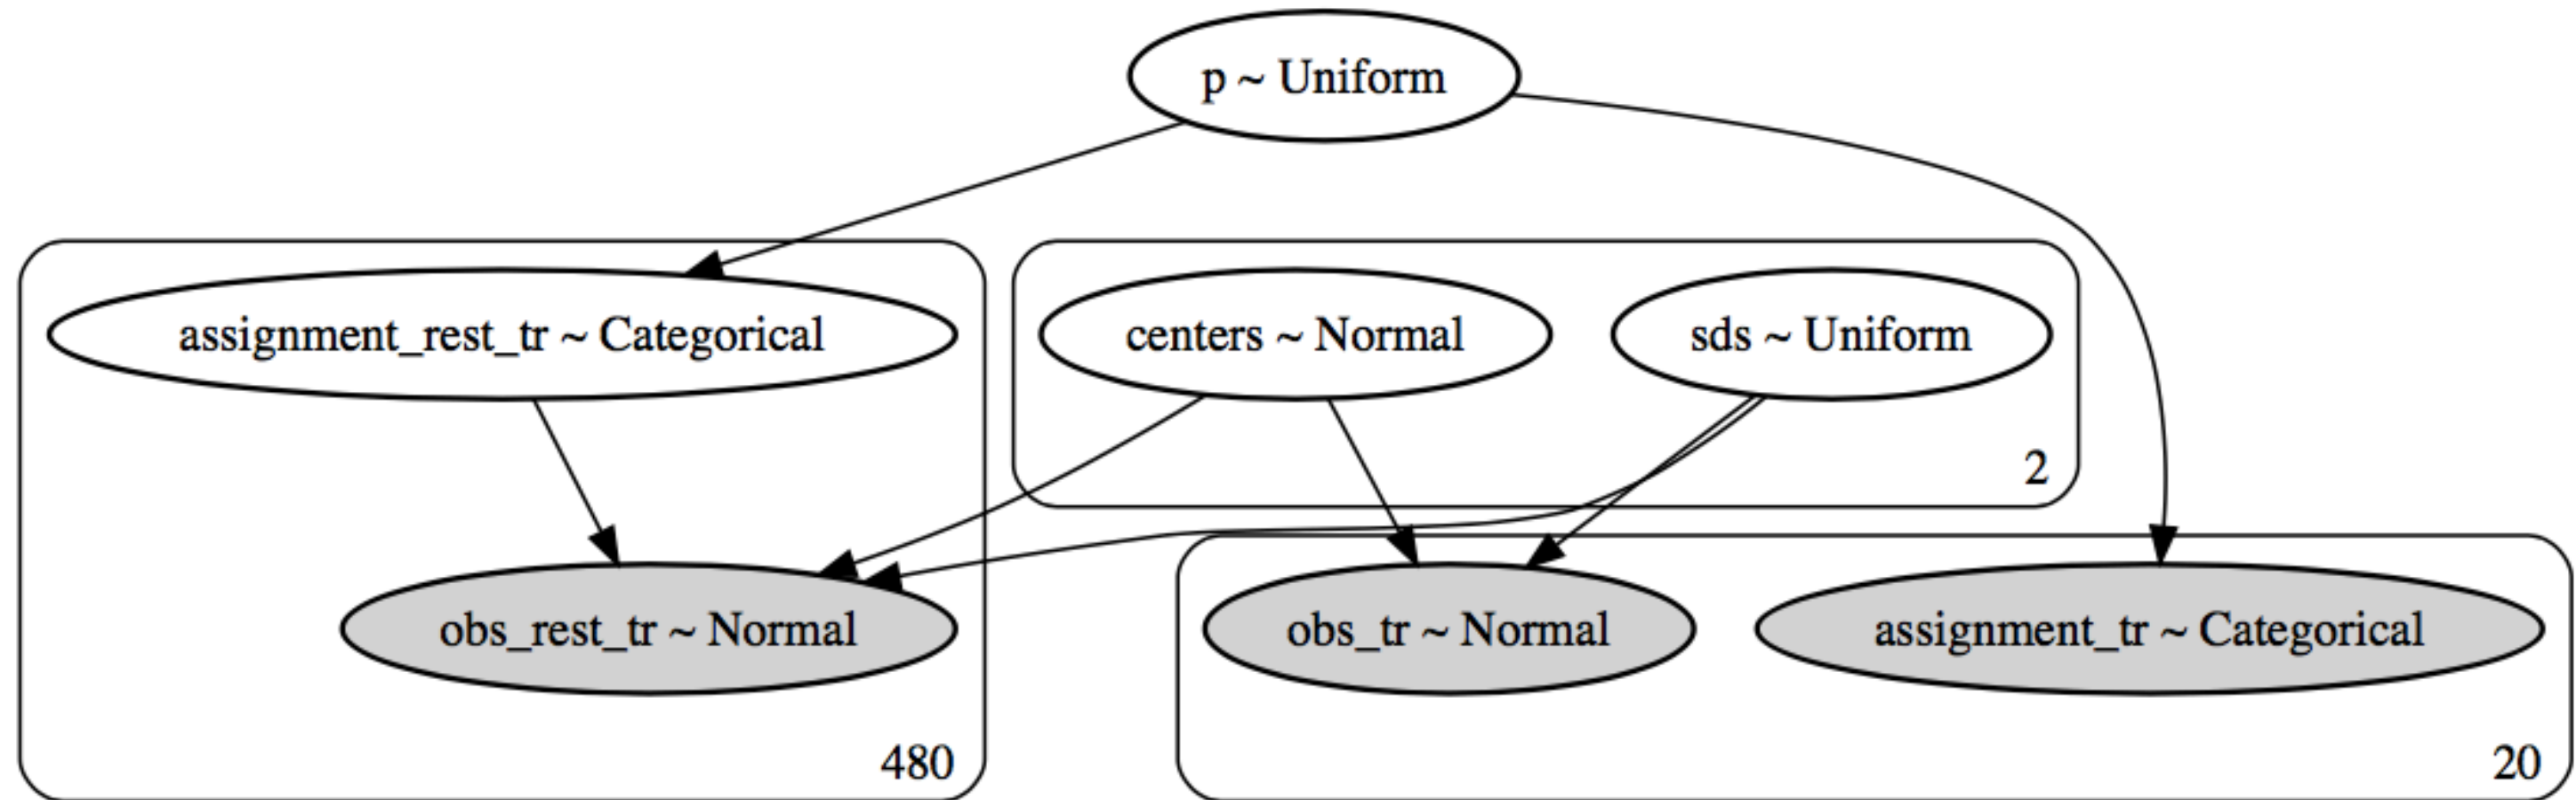 p ~ Uniform
assignment_rest_tr ~ Categorical
centers ~ Normal
sds ~ Uniform
2
obs_rest_tr ~ Normal
obs_tr ~ Normal
assignment_tr ~ Categorical
480
20